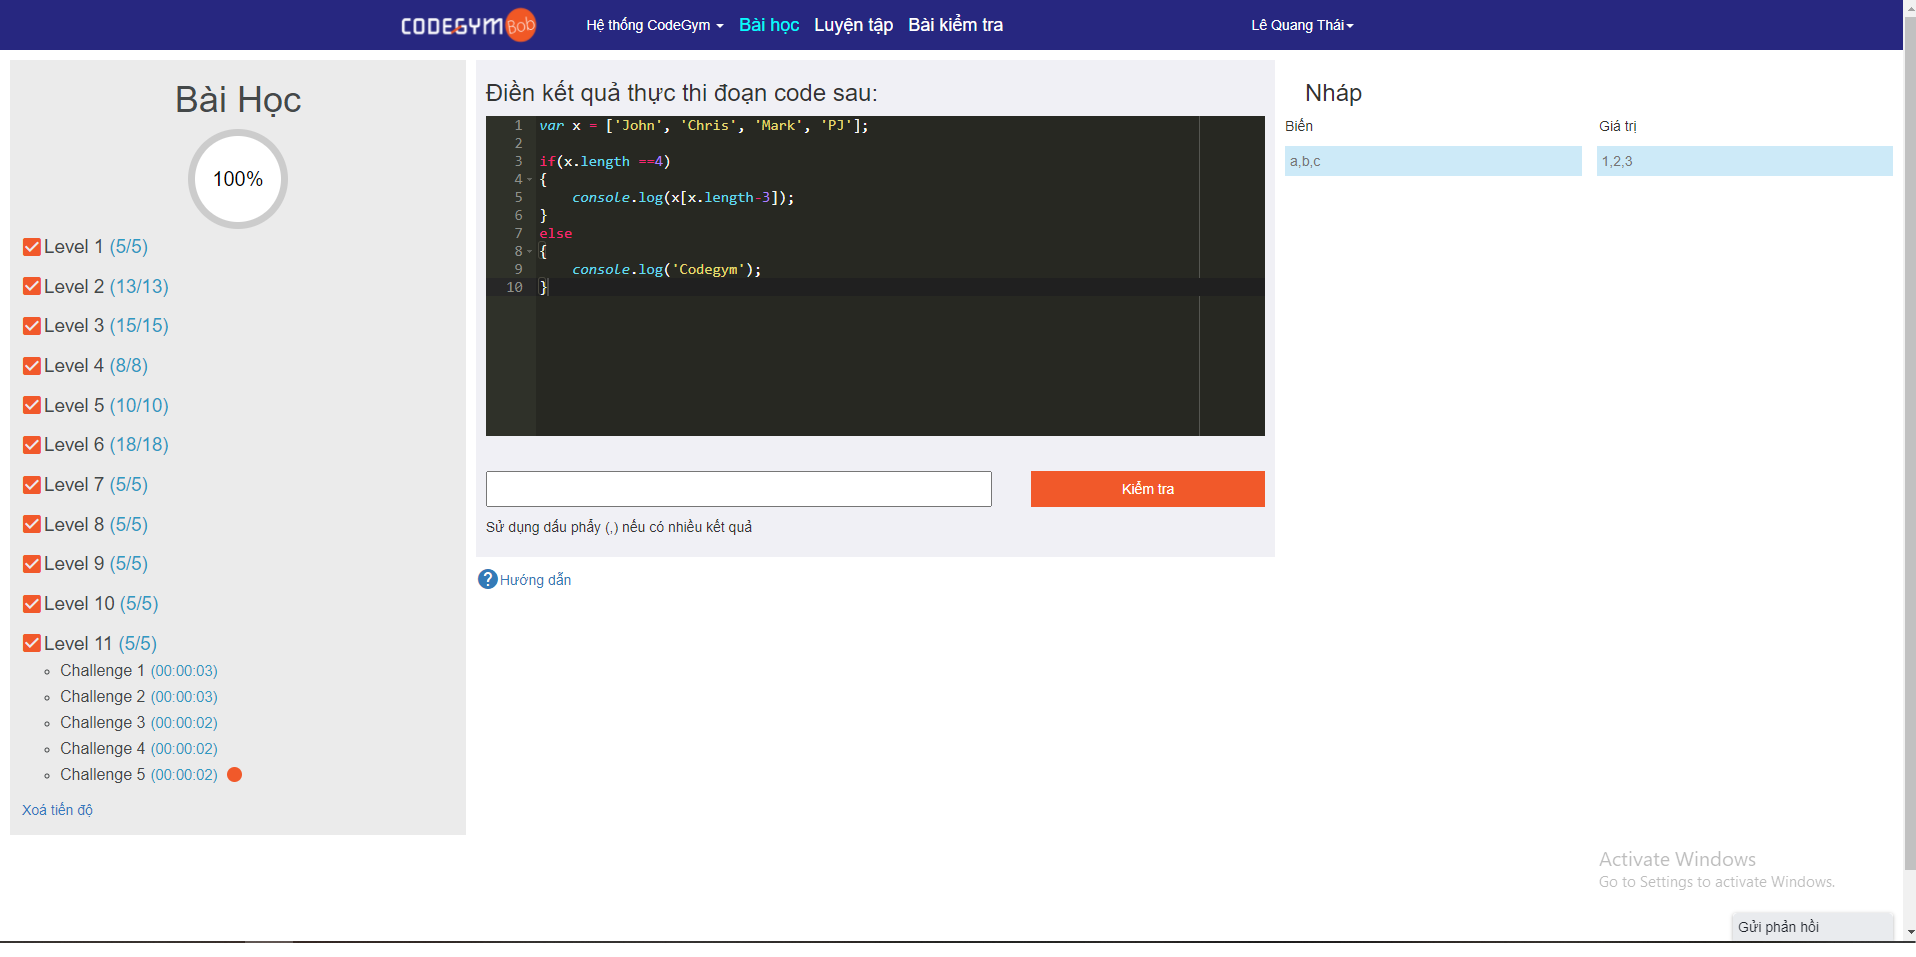 CODEGYM Bob
Hệ thống CodeGym
Bài học
Luyện tập
Bài kiểm tra
Lê Quang Thái
Bài Học
100%
Level 1 (5/5)
Level 2 (13/13)
Level 3 (15/15)
Level 4 (8/8)
Level 5 (10/10)
Level 6 (18/18)
Level 7 (5/5)
Level 8 (5/5)
Level 9 (5/5)
Level 10 (5/5)
Level 11 (5/5)
Challenge 1 (00:00:03)
Challenge 2 (00:00:03)
Challenge 3 (00:00:02)
Challenge 4 (00:00:02)
Challenge 5 (00:00:02)
Xoá tiến độ
Điền kết quả thực thi đoạn code sau:
1 var x = ['John', 'Chris', 'Mark', 'PJ'];
2
3 if(x.length ==4)
4 {
5 console.log(x[x.length-3]);
6 }
7 else
8 {
9 console.log('Codegym');
10 }
Kiểm tra
Sử dụng dấu phẩy (,) nếu có nhiều kết quả
? Hướng dẫn
Nháp
Biến
Giá trị
a,b,c
1,2,3
Activate Windows
Go to Settings to activate Windows.
Gửi phản hồi